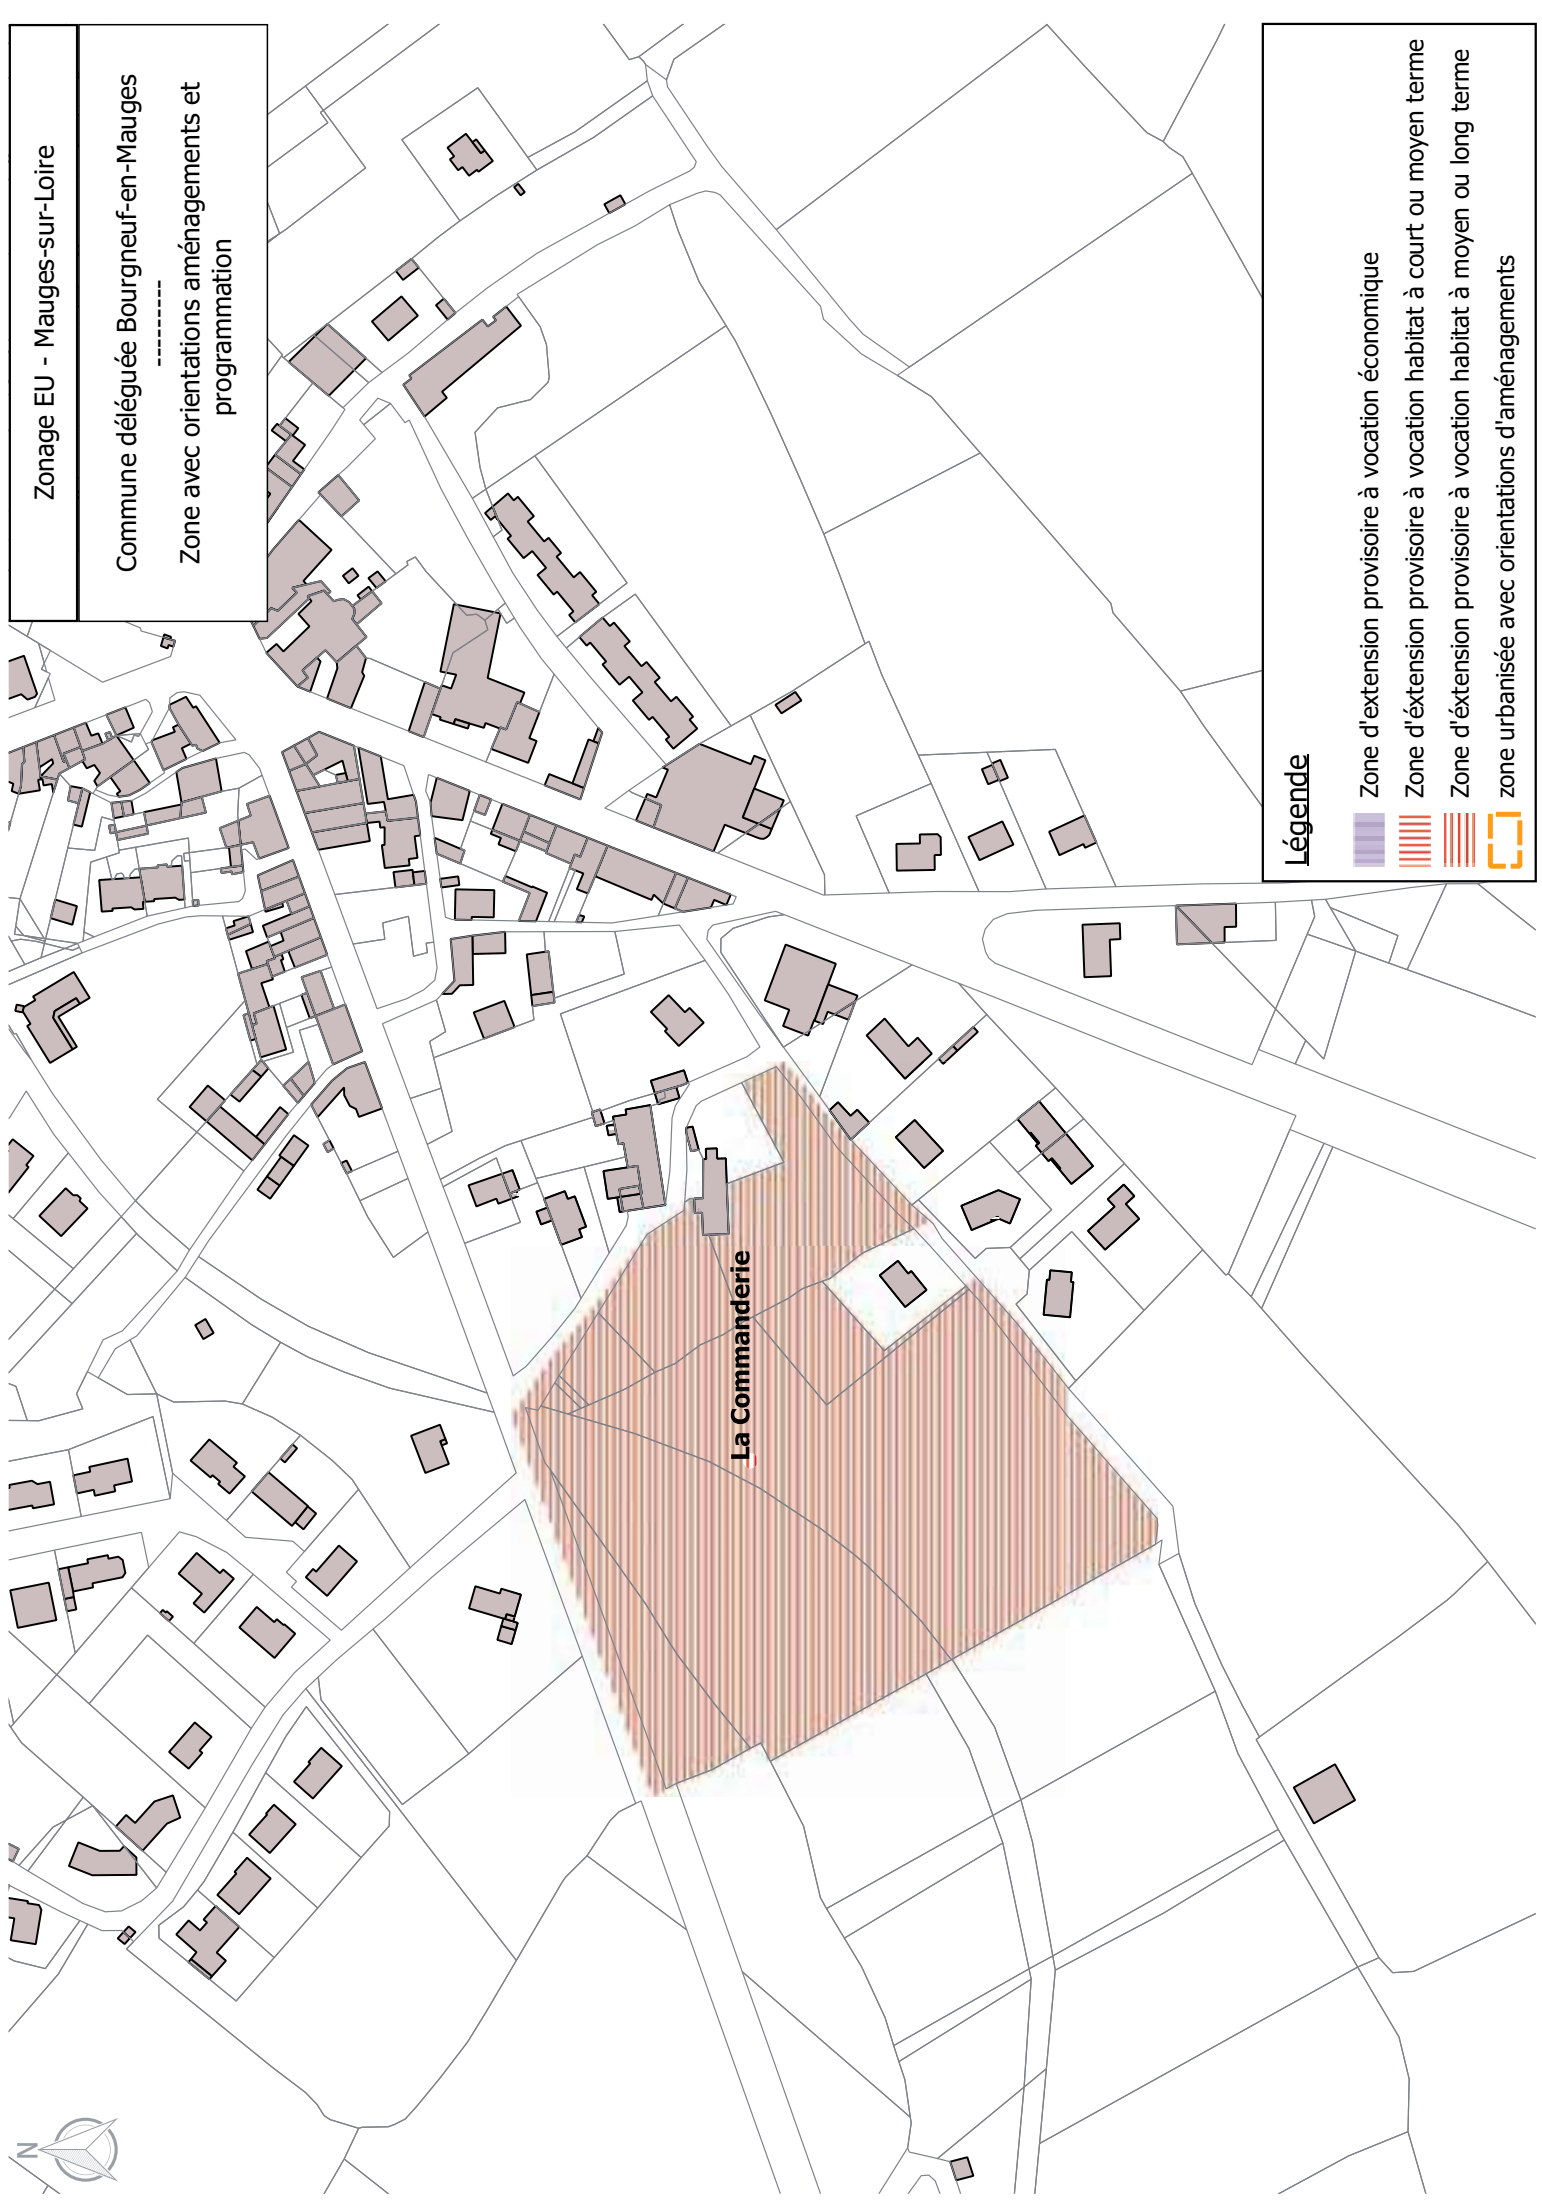 Zonage EU - Mauges-sur-Loire
Commune déléguée Bourgneuf-en-Mauges
----------
Zone avec orientations aménagements et
programmation
La Commanderie
Légende
Zone d'extension provisoire à vocation économique
Zone d'éxtension provisoire à vocation habitat à court ou moyen terme
Zone d'éxtension provisoire à vocation habitat à moyen ou long terme
zone urbanisée avec orientations d'aménagements
N